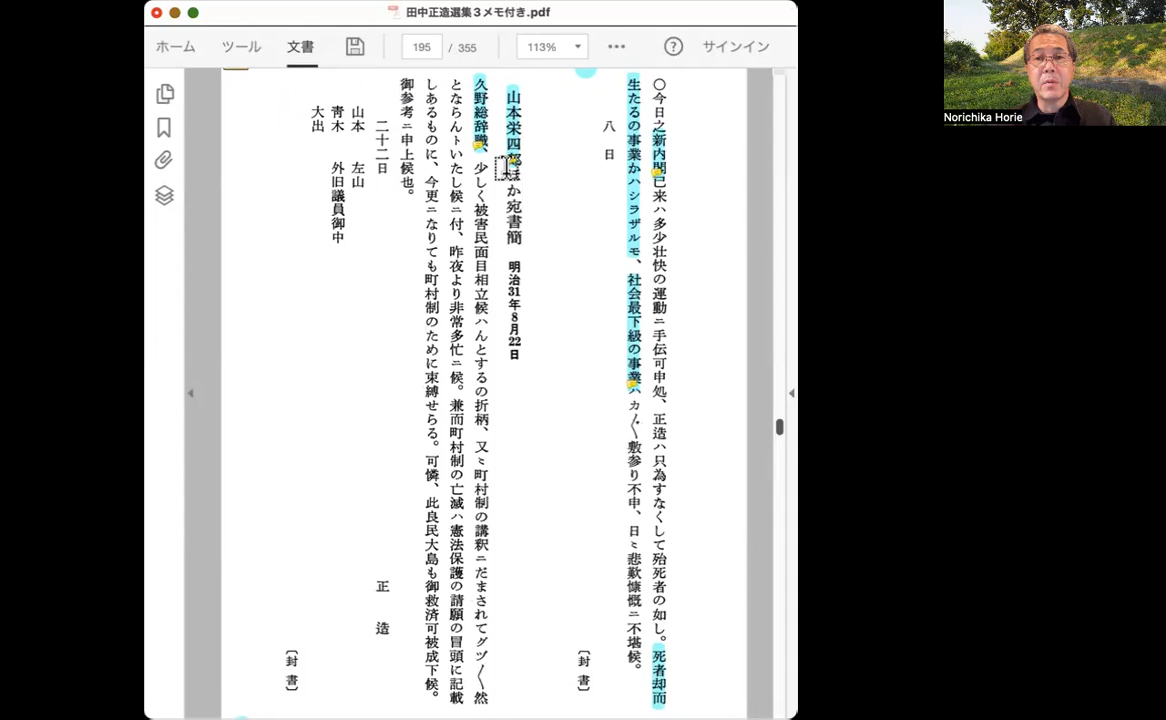 田中正造選集3メモ付き.pdf
ホーム
ツール
文書
195 / 355
113%
サインイン
Norichika Horie
〇今日之新内閣已来ハ多少壮快の運動ニ手伝可申処、正造ハ只為すなくして殆死者の如し。死者却而
生たるの事業かハシラザルモ、社会最下級の事業ハカ〱敷参り不申、日〻悲歎慷慨ニ不堪候。
八日
〔封書〕
山本栄四郎ほか宛書簡 明治31年8月22日
久野総辞職、少しく被害民面目相立候ハんとするの折柄、又〻町村制の講釈ニだまされてグヅ〱然
とならんトいたし候ニ付、昨夜より非常多忙ニ候。兼而町村制の亡滅ハ憲法保護の請願の冒頭に記載
しあるものに、今更ニなりても町村制のために束縛せらる。可憐、此良民大島も御救済可被成下候。
御参考ニ申上候也。
二十二日 正造
山本 左山
青木 外旧議員御中
大出
〔封書〕